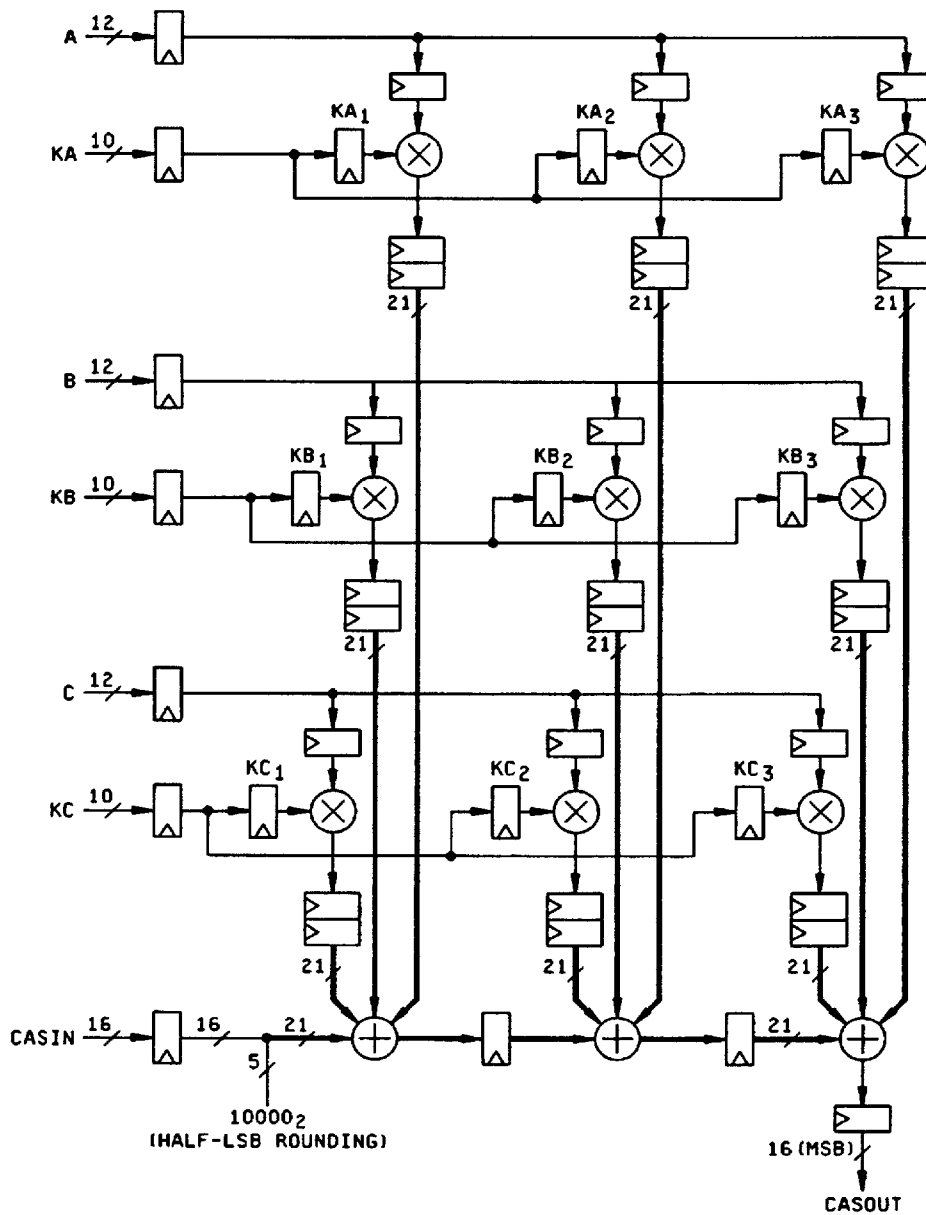 A 12
KA1 KA2 KA3
KA 10
21 21 21
B 12
KB1 KB2 KB3
KB 10
21 21 21
C 12
KC1 KC2 KC3
KC 10
21 21 21
CASIN 16 16 21 21
5
10000₂
(HALF-LSB ROUNDING)
16 (MSB)
CASOUT